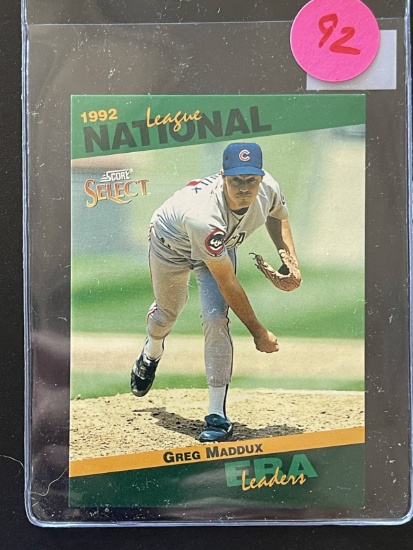 92
1992
League
NATIONAL
SCORE
SELECT
C
GREG MADDUX
ERA
Leaders